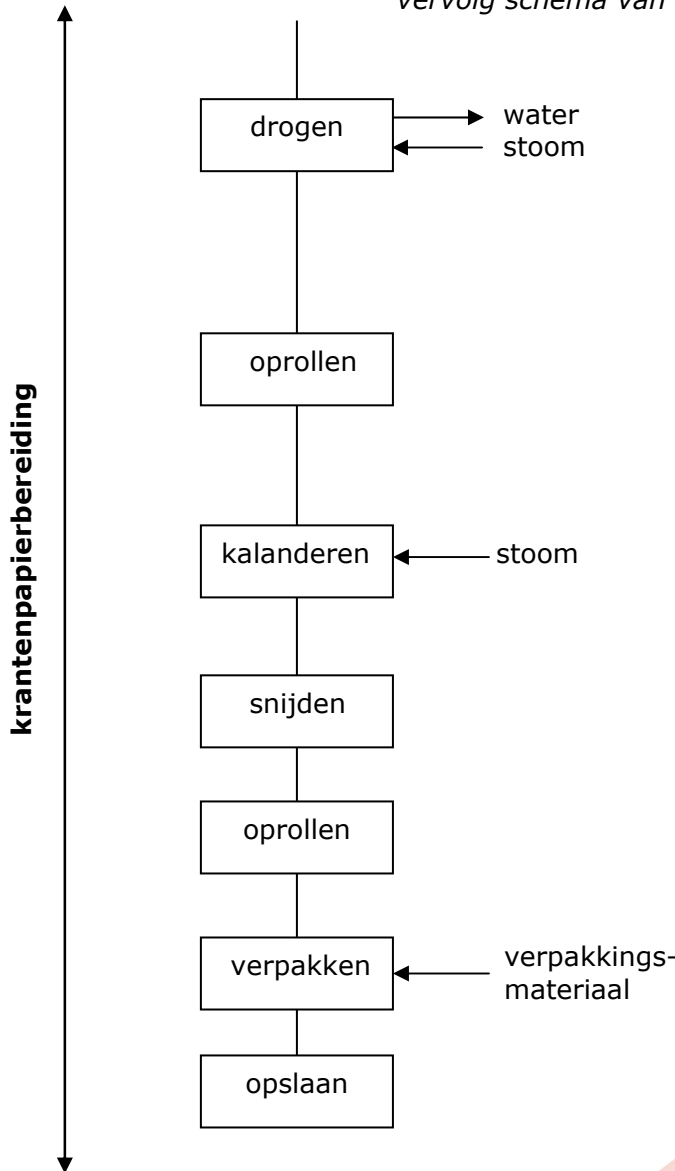 vervolg schema van
drogen
water
stoom
oprollen
krantenpapierbereiding
kalanderen
stoom
snijden
oprollen
verpakken
verpakkings-
materiaal
opslaan